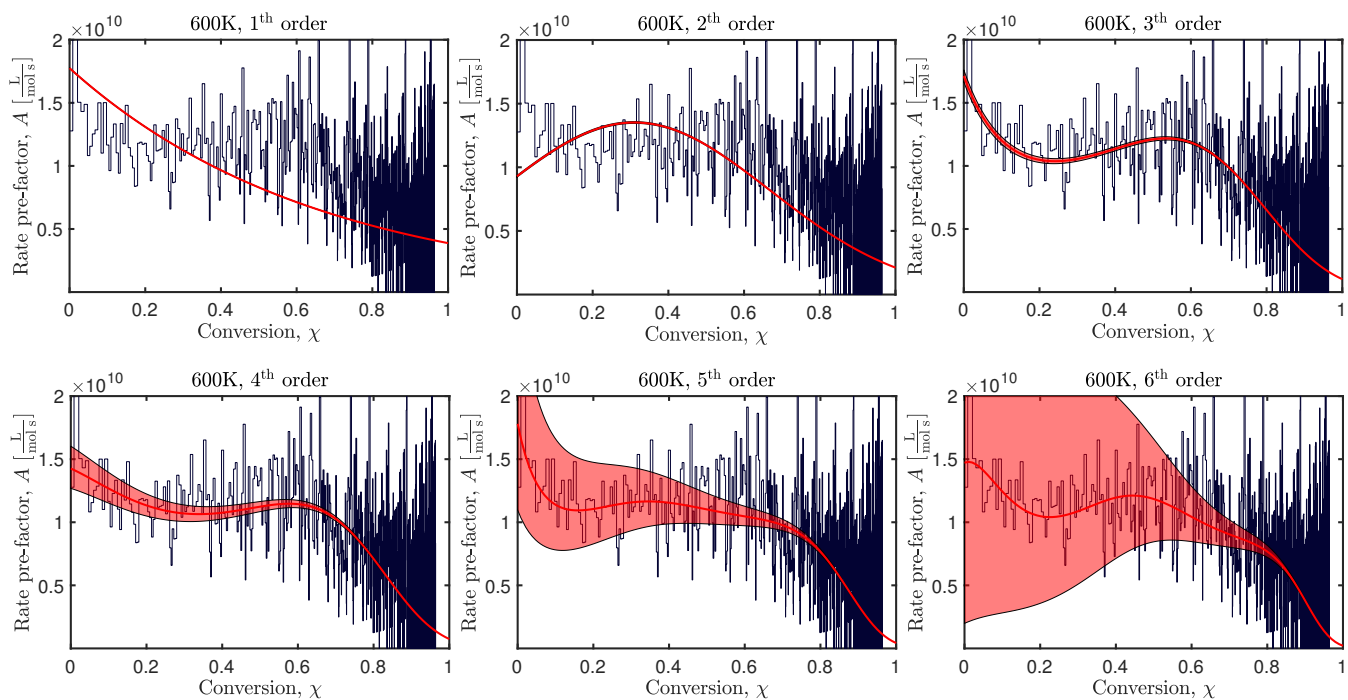 600K, 1th order
×10^10
Rate pre-factor, A [L/mol s]
2
1.5
1
0.5
0 0.2 0.4 0.6 0.8 1
Conversion, χ
600K, 2th order
×10^10
Rate pre-factor, A [L/mol s]
2
1.5
1
0.5
0 0.2 0.4 0.6 0.8 1
Conversion, χ
600K, 3th order
×10^10
Rate pre-factor, A [L/mol s]
2
1.5
1
0.5
0 0.2 0.4 0.6 0.8 1
Conversion, χ
600K, 4th order
×10^10
Rate pre-factor, A [L/mol s]
2
1.5
1
0.5
0 0.2 0.4 0.6 0.8 1
Conversion, χ
600K, 5th order
×10^10
Rate pre-factor, A [L/mol s]
2
1.5
1
0.5
0 0.2 0.4 0.6 0.8 1
Conversion, χ
600K, 6th order
×10^10
Rate pre-factor, A [L/mol s]
2
1.5
1
0.5
0 0.2 0.4 0.6 0.8 1
Conversion, χ